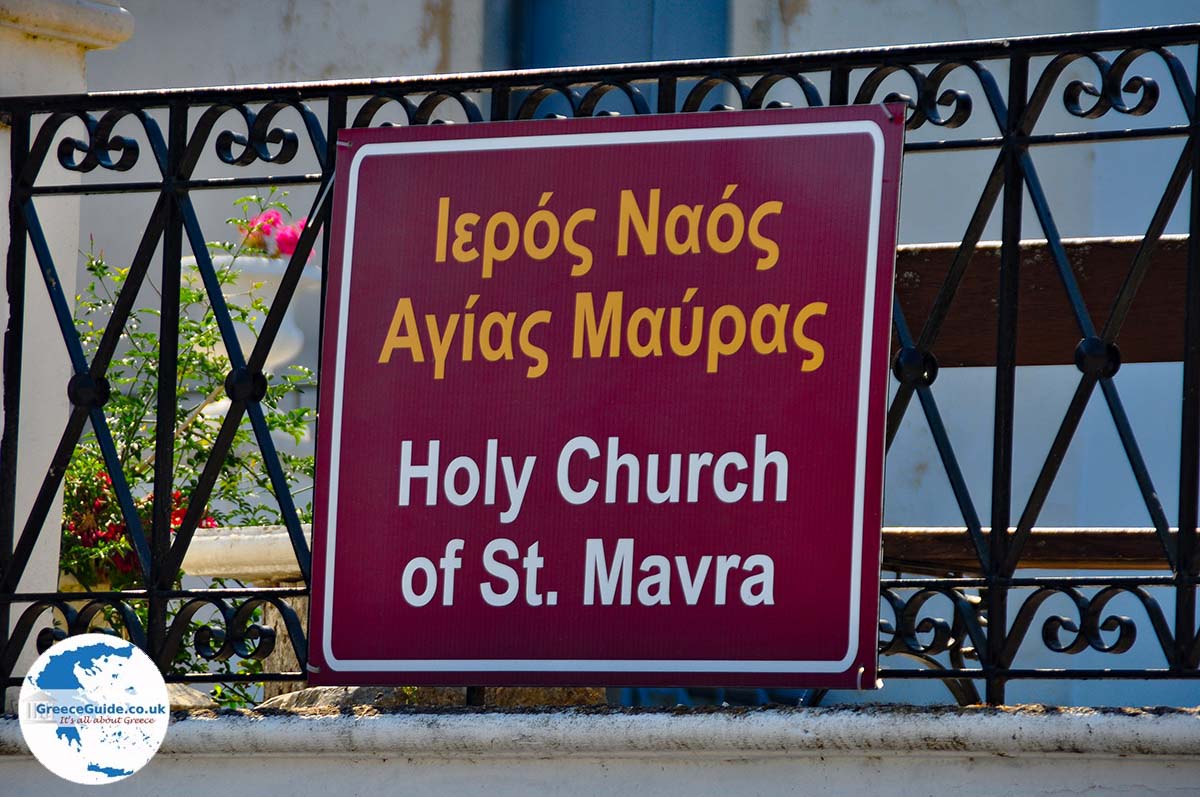 Ιερός Ναός
Αγίας Μαύρας
Holy Church
of St. Mavra
GreeceGuide.co.uk
It's all about Greece